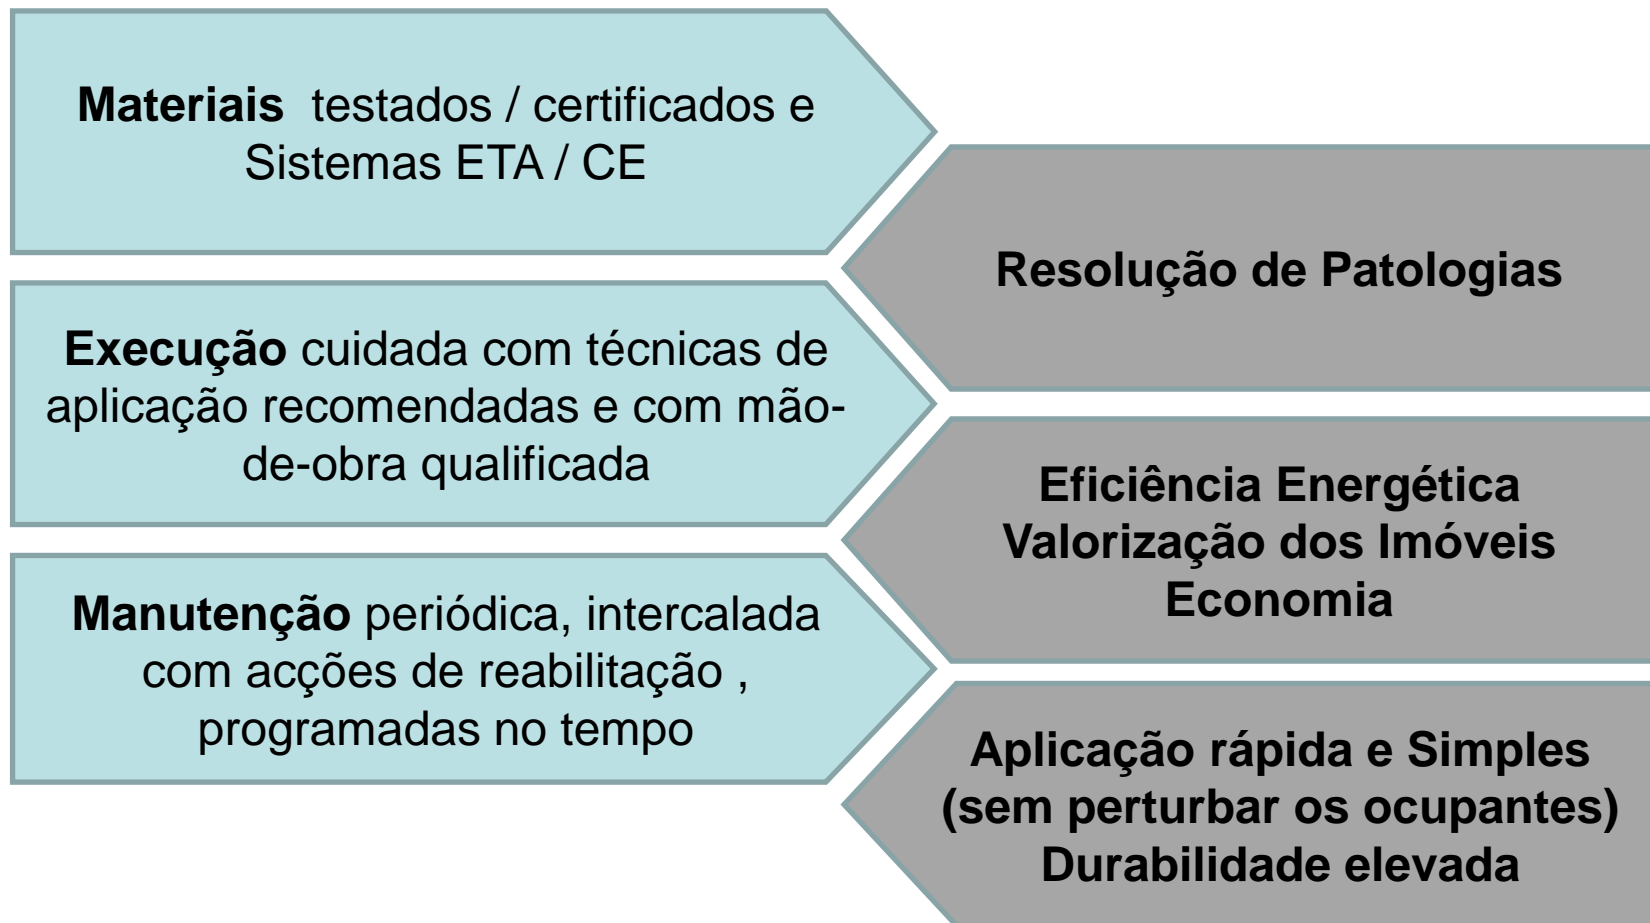 Materiais testados / certificados e
Sistemas ETA / CE
Execução cuidada com técnicas de
aplicação recomendadas e com mão-
de-obra qualificada
Manutenção periódica, intercalada
com acções de reabilitação ,
programadas no tempo
Resolução de Patologias
Eficiência Energética
Valorização dos Imóveis
Economia
Aplicação rápida e Simples
(sem perturbar os ocupantes)
Durabilidade elevada